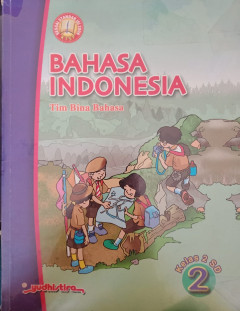 BAHASA
INDONESIA
Tim Bina Bahasa
Kelas 2 SD
2
yudhistira